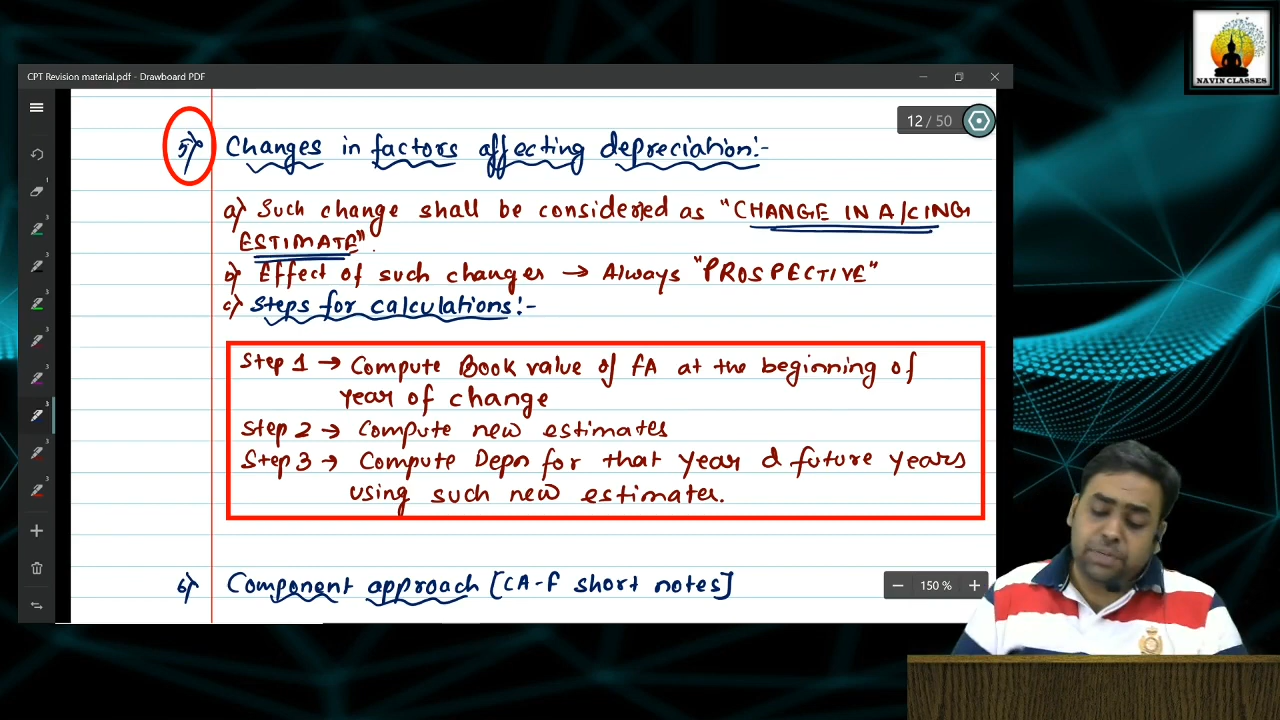 NAVIN CLASSES
CPT Revision material.pdf - Drawboard PDF
12 / 50
5) Changes in factors affecting depreciation:-
a) Such change shall be considered as "CHANGE IN A/CING
ESTIMATE".
b) Effect of such changes → Always "PROSPECTIVE"
c) Steps for calculations:-
Step 1 → Compute Book value of FA at the beginning of
year of change
Step 2 → Compute new estimates
Step 3 → Compute Depn for that year & future years
using such new estimates.
6) Component approach [CA-F short notes]
150 %